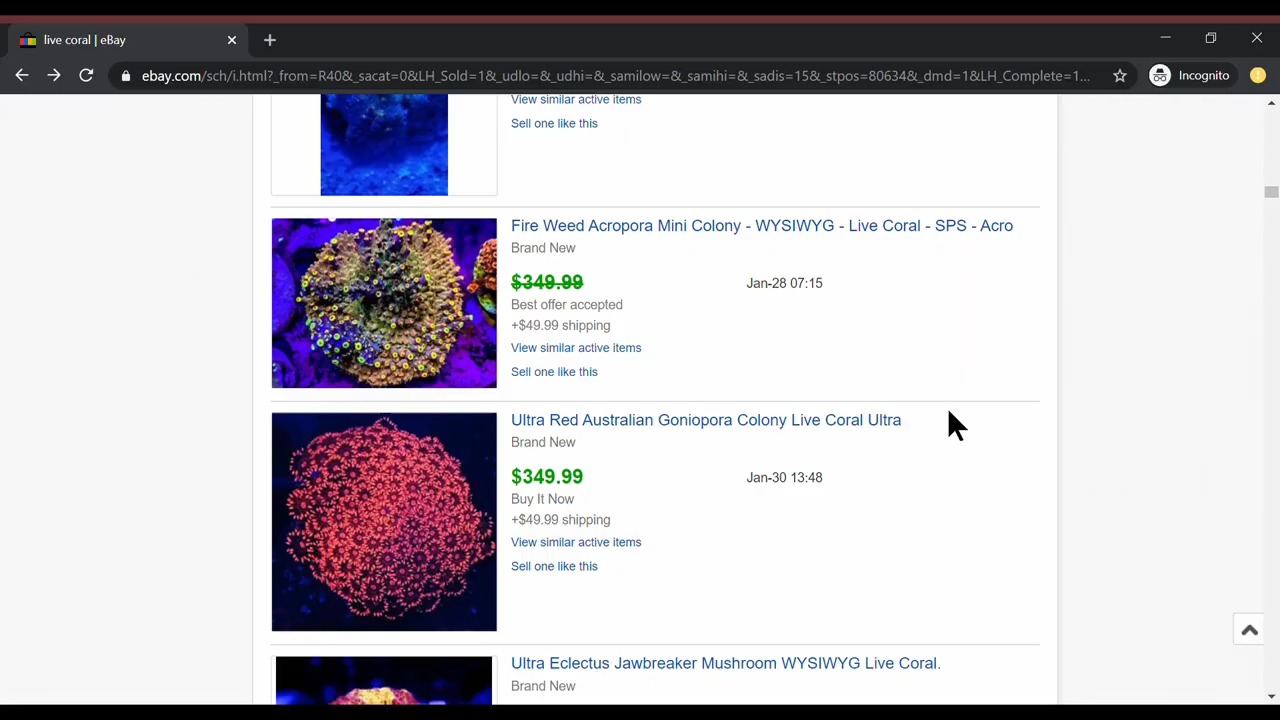 live coral | eBay
ebay.com/sch/i.html?_from=R40&_sacat=0&LH_Sold=1&_udlo=&_udhi=&_samilow=&_samihi=&_sadis=15&_stpos=80634&_dmd=1&LH_Complete=1...
Incognito
View similar active items
Sell one like this
Fire Weed Acropora Mini Colony - WYSIWYG - Live Coral - SPS - Acro
Brand New
$349.99
Jan-28 07:15
Best offer accepted
+$49.99 shipping
View similar active items
Sell one like this
Ultra Red Australian Goniopora Colony Live Coral Ultra
Brand New
$349.99
Jan-30 13:48
Buy It Now
+$49.99 shipping
View similar active items
Sell one like this
Ultra Eclectus Jawbreaker Mushroom WYSIWYG Live Coral.
Brand New